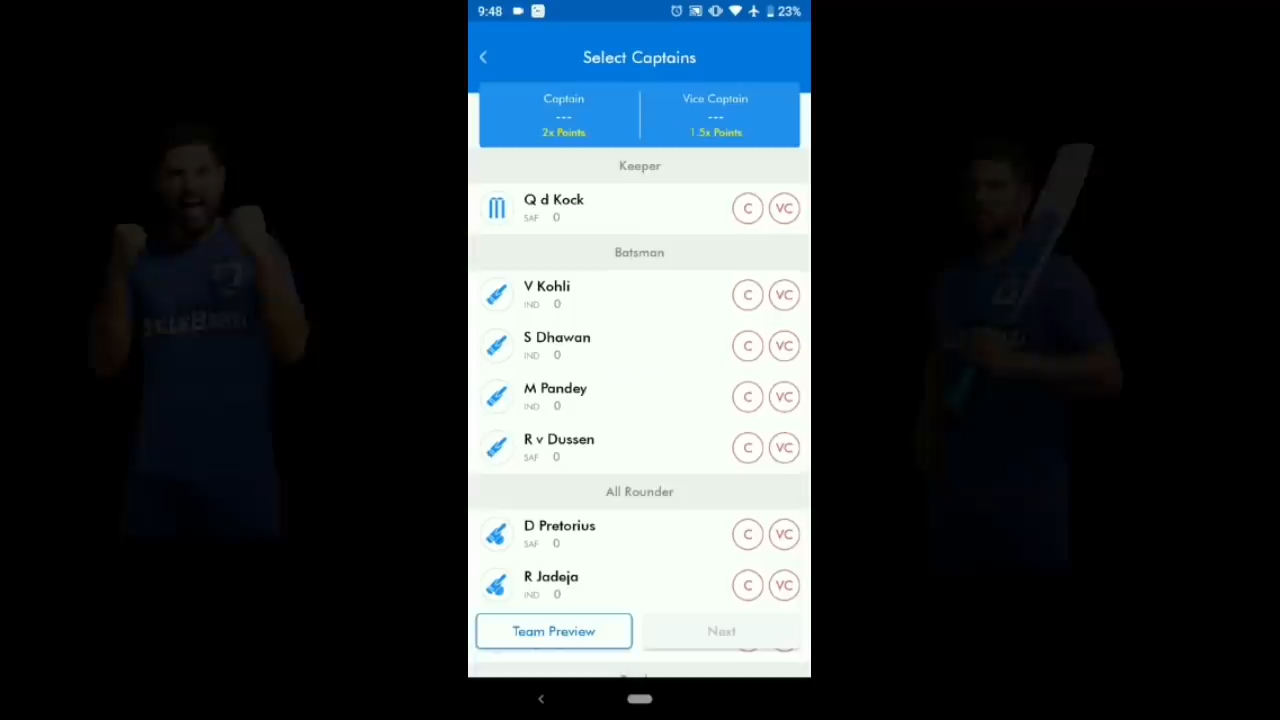 9:48
23%
Select Captains
Captain
Vice Captain
---
---
2x Points
1.5x Points
Keeper
Q d Kock
SAF 0
C VC
Batsman
V Kohli
IND 0
C VC
S Dhawan
IND 0
C VC
M Pandey
IND 0
C VC
R v Dussen
SAF 0
C VC
All Rounder
D Pretorius
SAF 0
C VC
R Jadeja
IND 0
C VC
Team Preview
Next